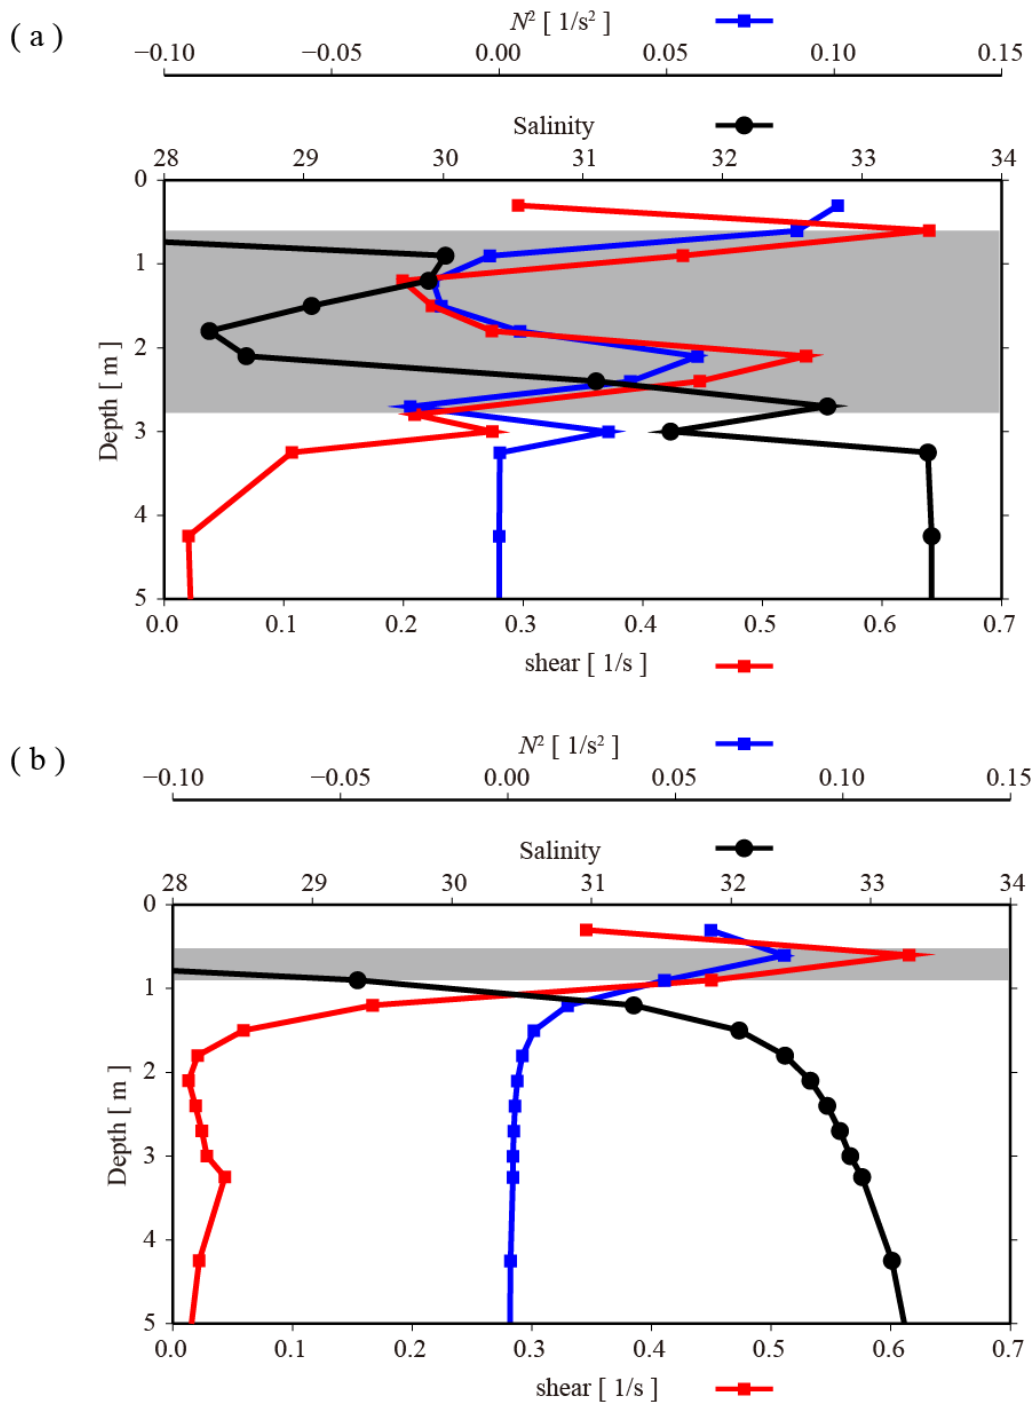 ( a )
N² [ 1/s² ]
−0.10 −0.05 0.00 0.05 0.10 0.15
Salinity
28 29 30 31 32 33 34
0
1
2
3
4
5
Depth [ m ]
0.0 0.1 0.2 0.3 0.4 0.5 0.6 0.7
shear [ 1/s ]
( b )
N² [ 1/s² ]
−0.10 −0.05 0.00 0.05 0.10 0.15
Salinity
28 29 30 31 32 33 34
0
1
2
3
4
5
Depth [ m ]
0.0 0.1 0.2 0.3 0.4 0.5 0.6 0.7
shear [ 1/s ]